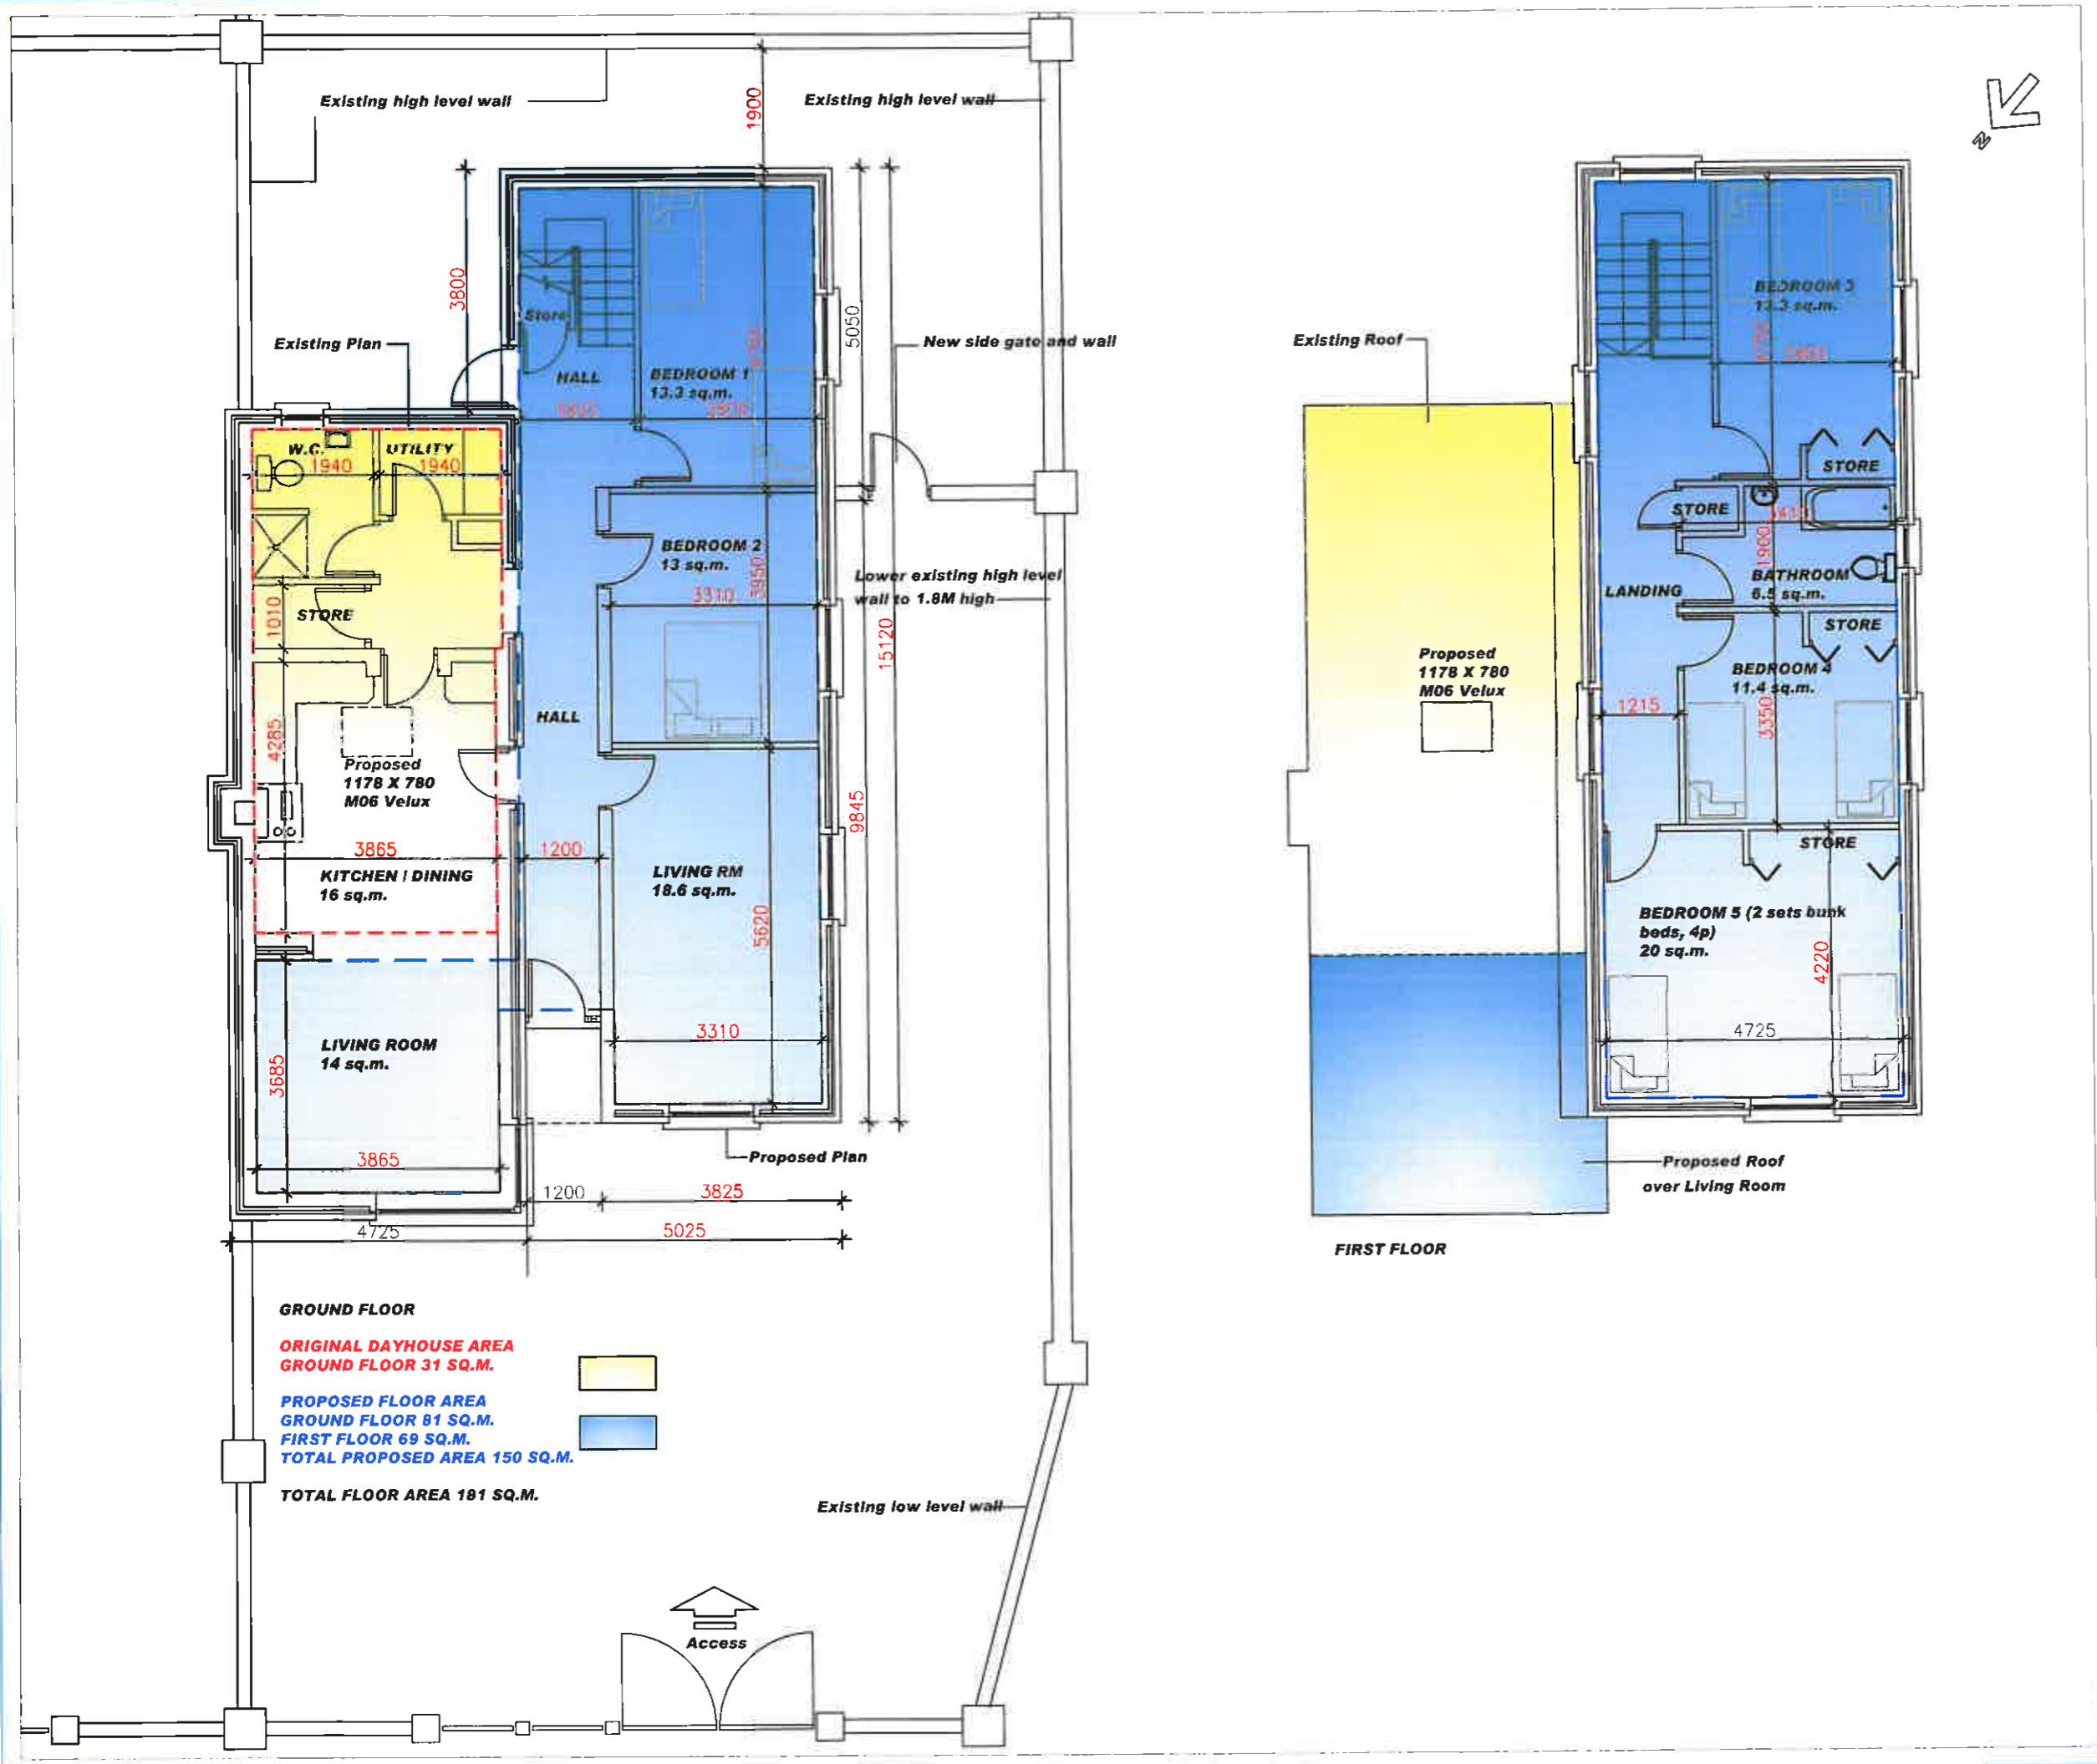 Existing high level wall
1900
Existing high level wall
N
3800
Existing Plan
Store
HALL
BEDROOM 1
13.3 sq.m.
5050
New side gate and wall
W.C.
UTILITY
1940
1940
BEDROOM 2
13 sq.m.
3950
3310
Lower existing high level
wall to 1.8M high
15120
1010
STORE
4285
HALL
Proposed
1178 X 780
M06 Velux
9845
3865
1200
KITCHEN / DINING
16 sq.m.
LIVING RM
18.6 sq.m.
5620
LIVING ROOM
14 sq.m.
3685
3310
3865
Proposed Plan
1200
3825
4725
5025
Existing Roof
BEDROOM 3
13.3 sq.m.
STORE
STORE
1900
BATHROOM
6.5 sq.m.
LANDING
STORE
Proposed
1178 X 780
M06 Velux
BEDROOM 4
11.4 sq.m.
1215
3350
STORE
BEDROOM 5 (2 sets bunk
beds, 4p)
20 sq.m.
4220
4725
Proposed Roof
over Living Room
FIRST FLOOR
GROUND FLOOR
ORIGINAL DAYHOUSE AREA
GROUND FLOOR 31 SQ.M.
PROPOSED FLOOR AREA
GROUND FLOOR 81 SQ.M.
FIRST FLOOR 69 SQ.M.
TOTAL PROPOSED AREA 150 SQ.M.
TOTAL FLOOR AREA 181 SQ.M.
Existing low level wall
Access